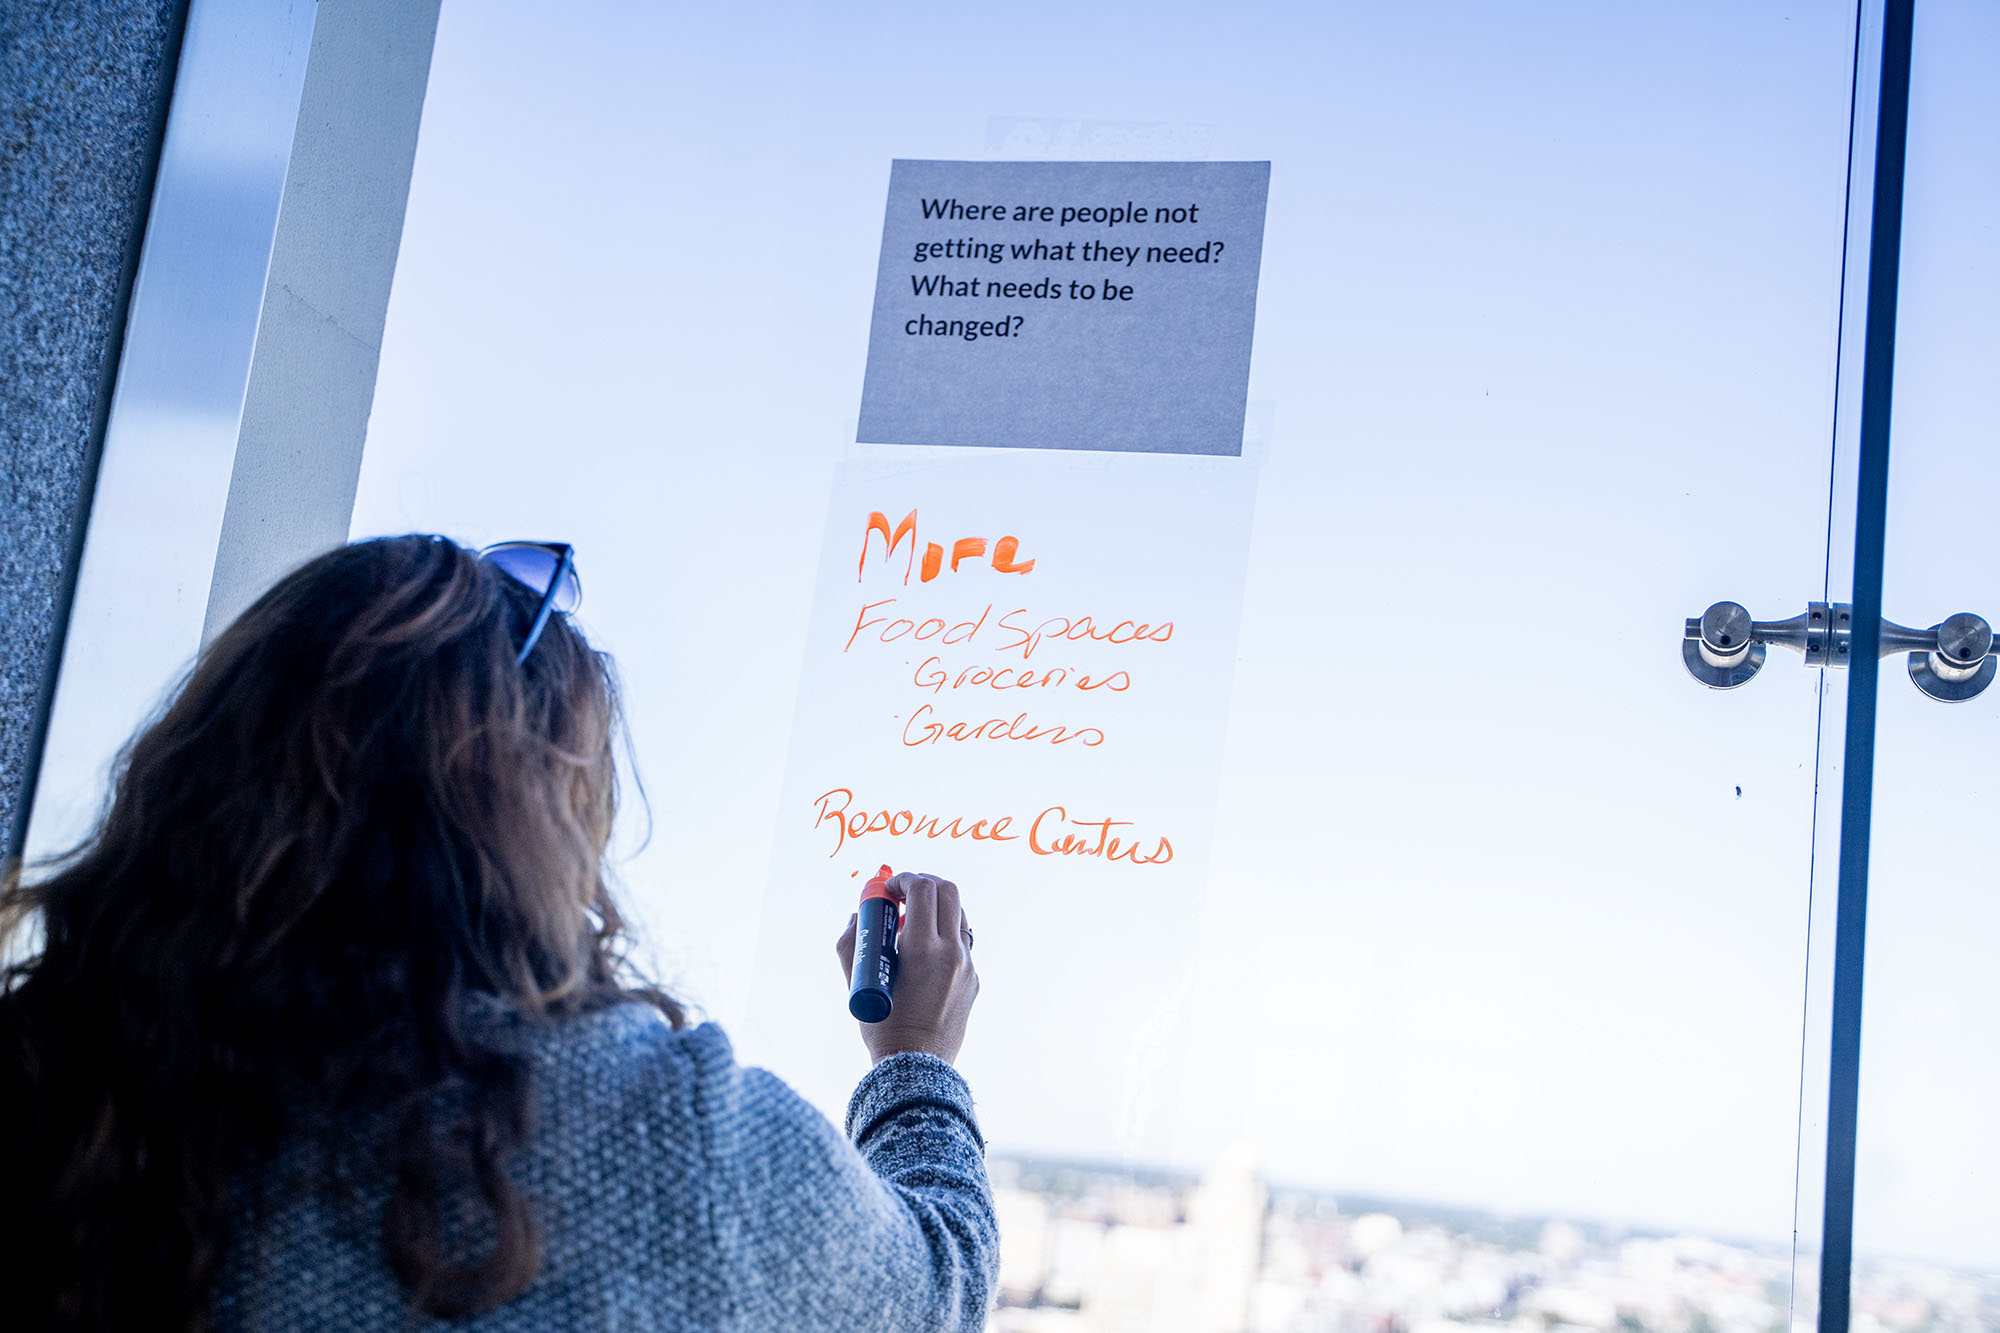 Where are people not
getting what they need?
What needs to be
changed?
More
Food Spaces
· Groceries
· Gardens
Resource Centers
·
Chalkola